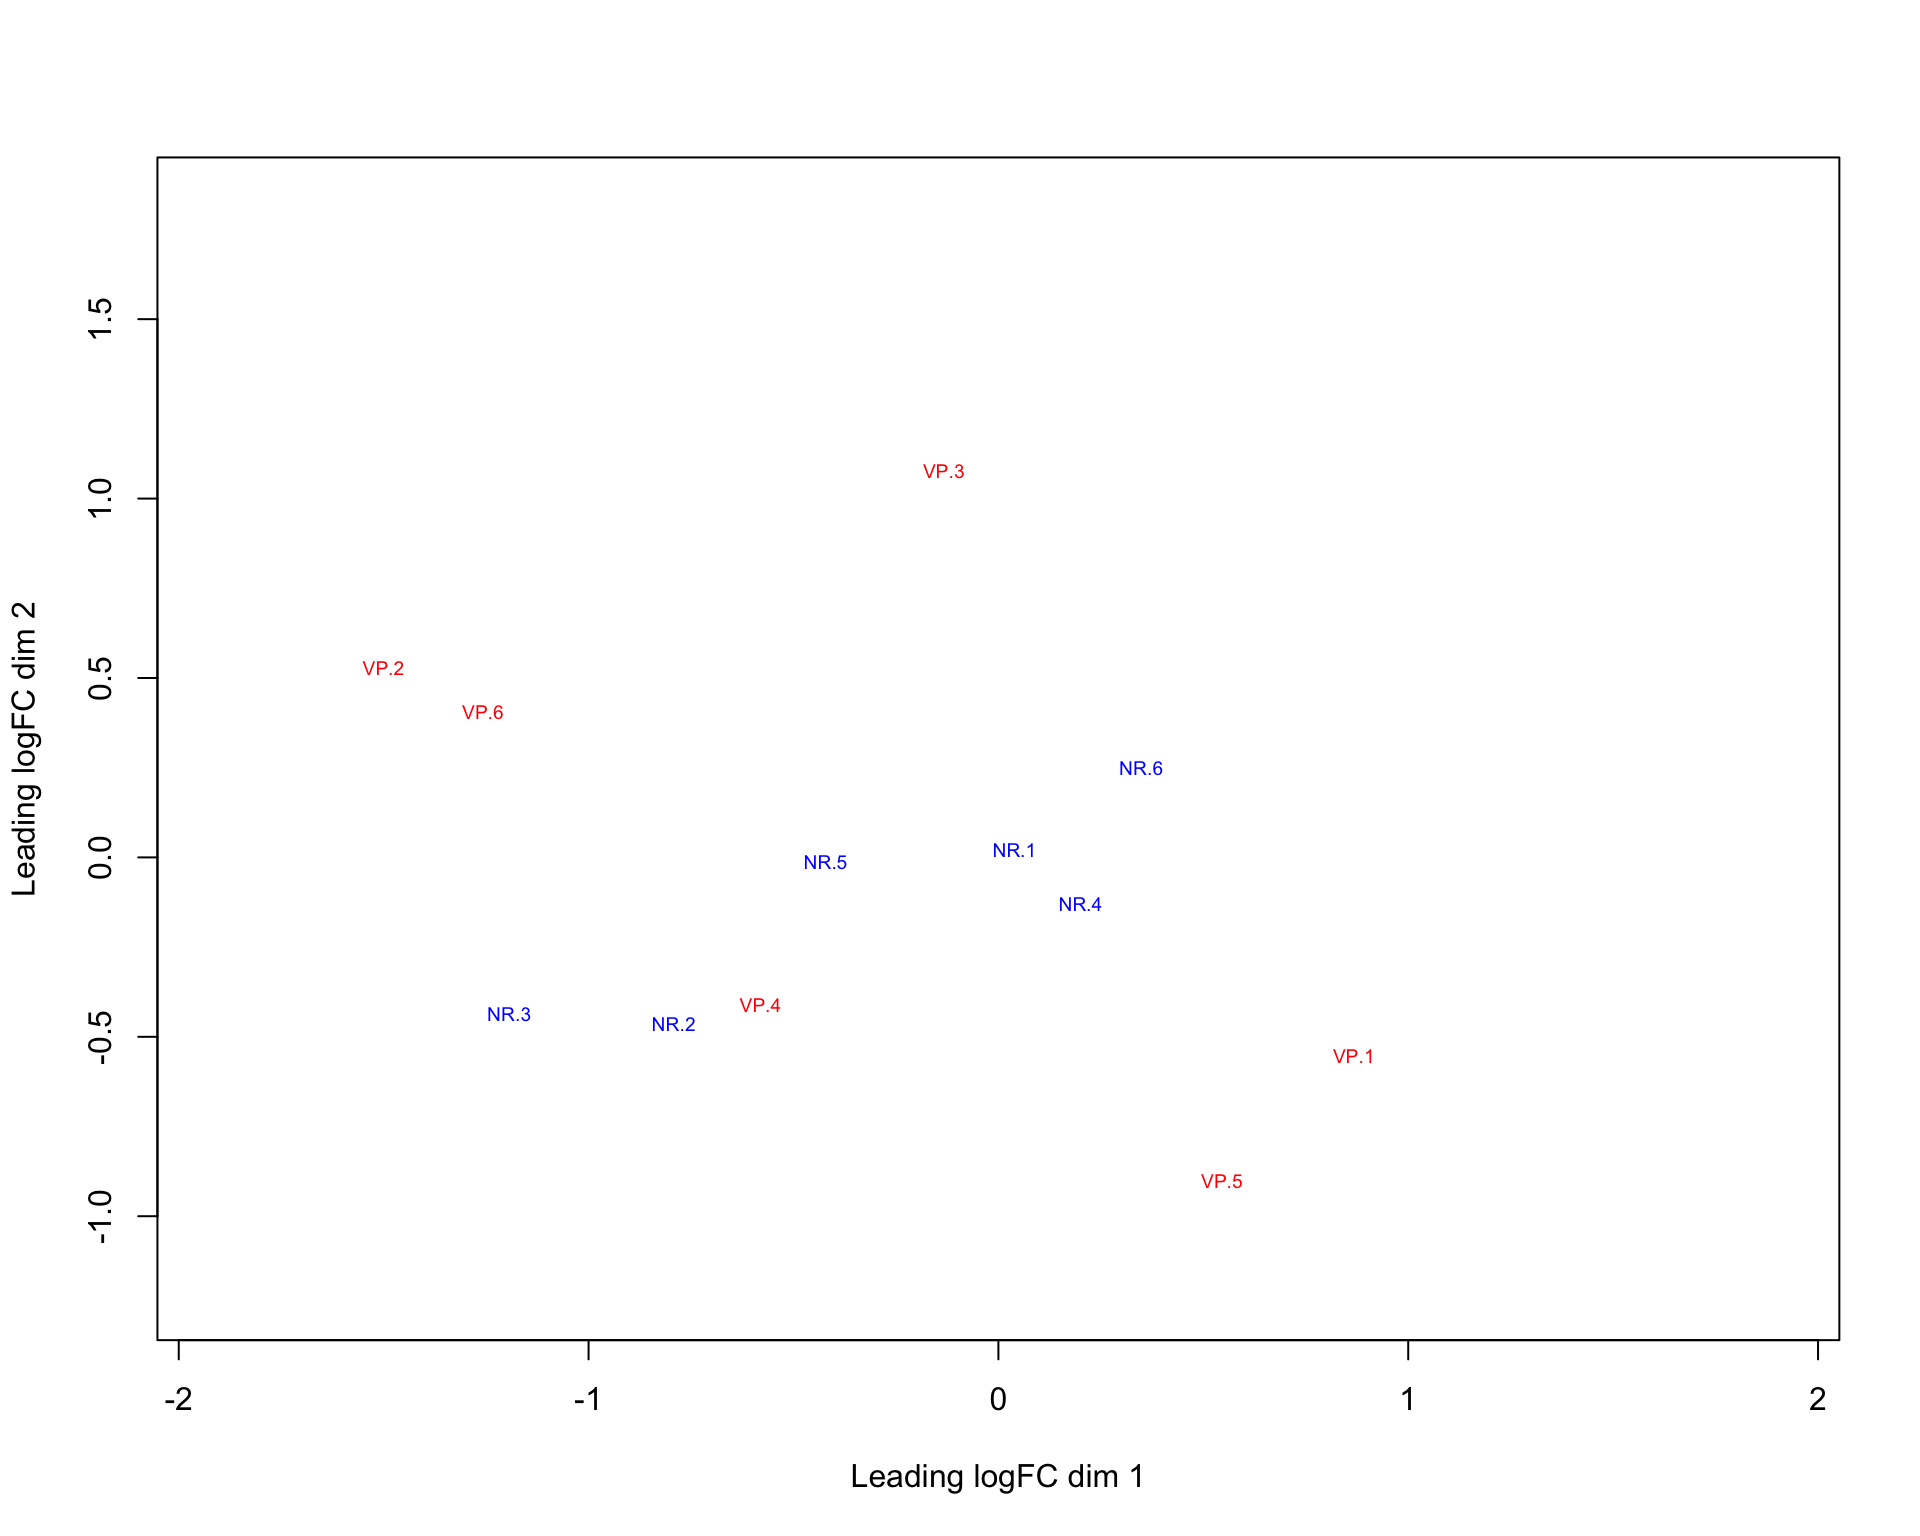 1.5
1.0
0.5
0.0
-0.5
-1.0
Leading logFC dim 2
VP.3
VP.2
VP.6
NR.6
NR.1
NR.5
NR.4
VP.4
NR.3
NR.2
VP.1
VP.5
-2 -1 0 1 2
Leading logFC dim 1